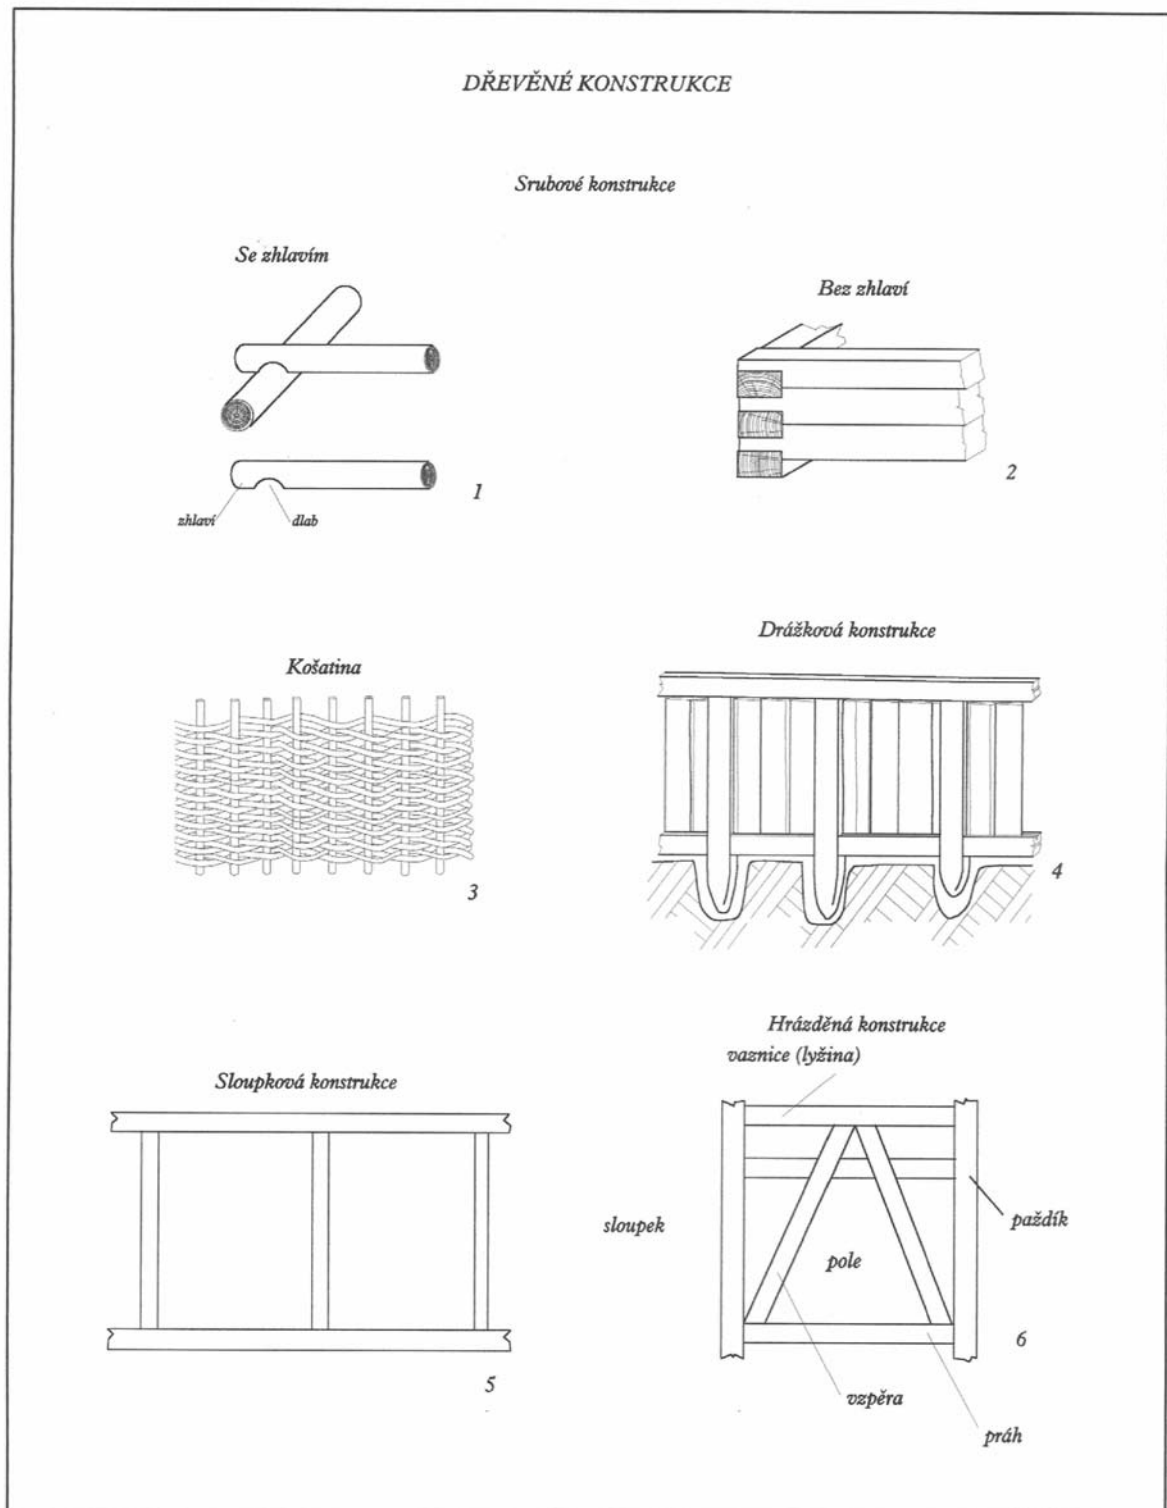 DŘEVĚNÉ KONSTRUKCE
Srubové konstrukce
Se zhlavím
Bez zhlaví
1
2
zhlaví
dlab
Drážková konstrukce
Košatina
3
4
Hrázděná konstrukce
vaznice (lyžina)
Sloupková konstrukce
sloupek
paždík
pole
6
5
vzpěra
práh